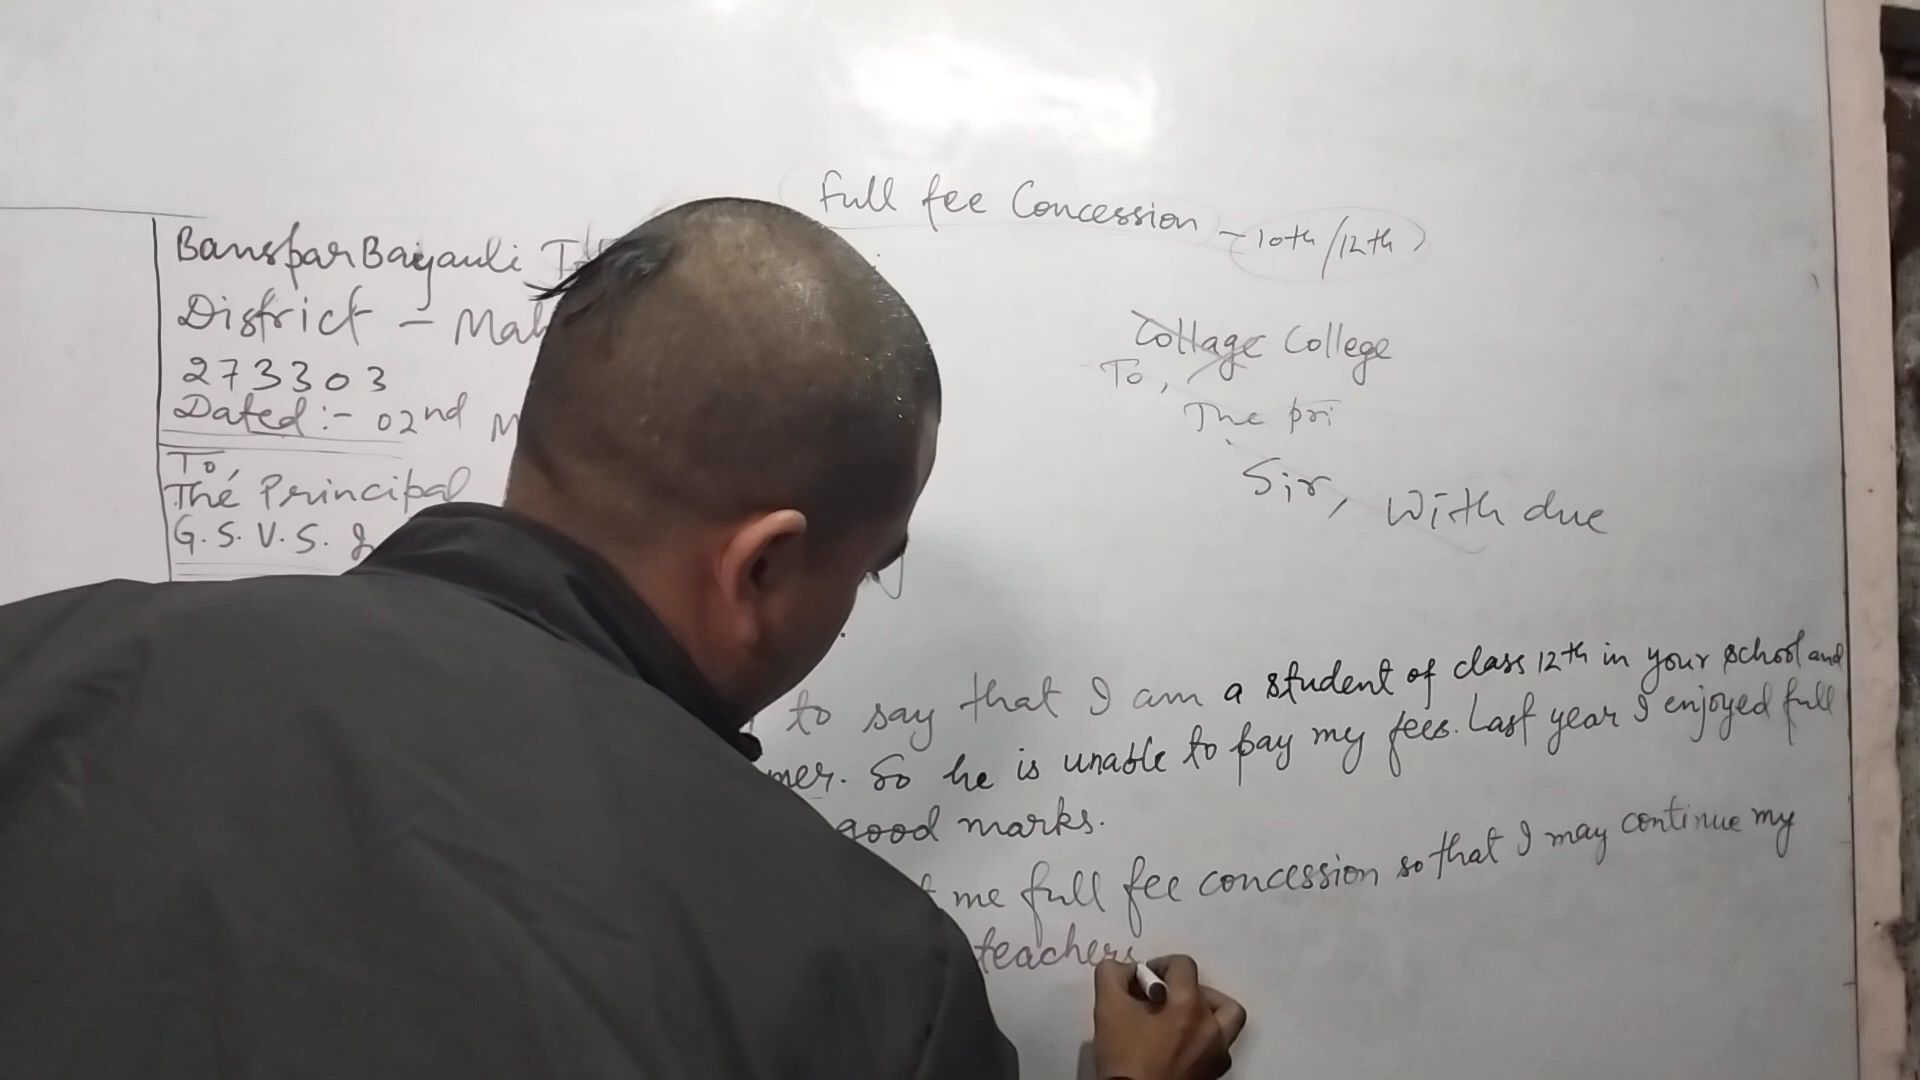 Full fee Concession - 10th/12th
Banspar Bajauli
District - Mah
273303
Dated:- 02nd M
To,
The Principal
G. S. V. S.
Collage College
To,
The pri
Sir, With due
to say that I am a student of class 12th in your school and
mer. So he is unable to pay my fees. Last year I enjoyed full
good marks.
me full fee concession so that I may continue my
teachers